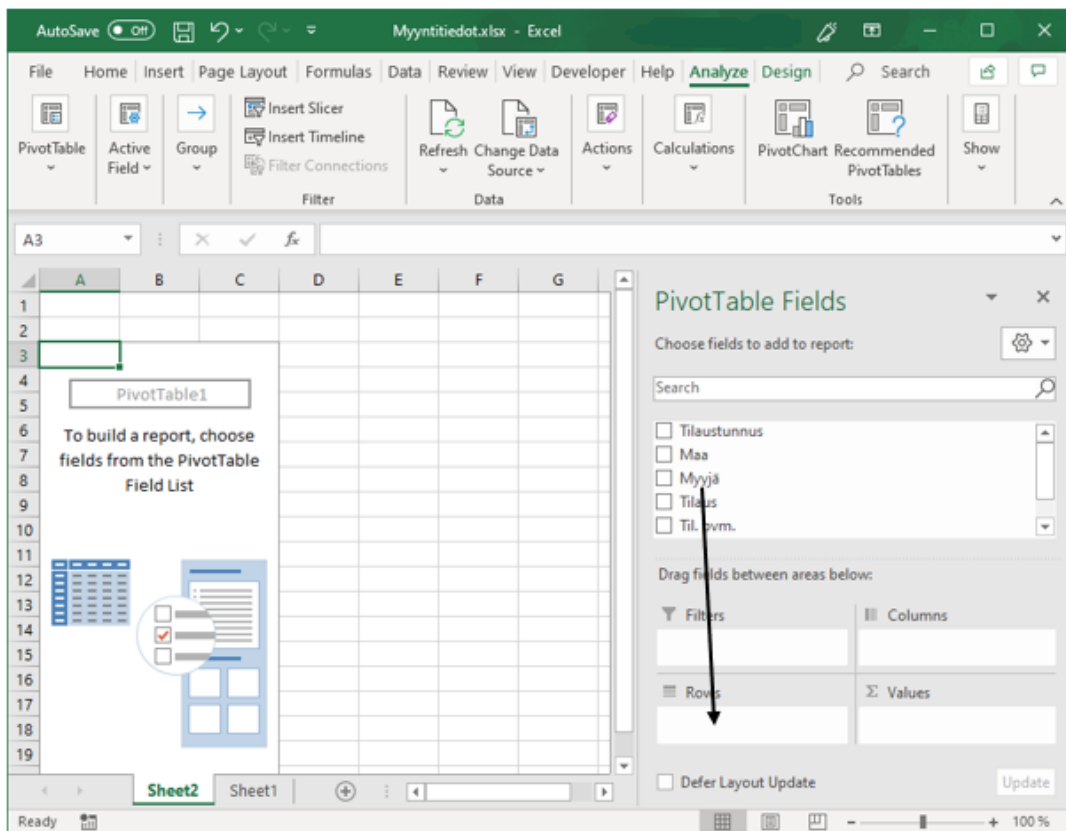 AutoSave Off Myyntitiedot.xlsx - Excel
File Home Insert Page Layout Formulas Data Review View Developer Help Analyze Design Search
PivotTable
Active
Field
Group
Insert Slicer
Insert Timeline
Filter Connections
Filter
Refresh
Change Data
Source
Data
Actions
Calculations
PivotChart
Recommended
PivotTables
Tools
Show
A3 fx
A B C D E F G
1
2
3
4
5
6
7
8
9
10
11
12
13
14
15
16
17
18
19
PivotTable1
To build a report, choose
fields from the PivotTable
Field List
PivotTable Fields
Choose fields to add to report:
Search
Tilaustunnus
Maa
Myyjä
Tilaus
Til. pvm.
Drag fields between areas below:
Filters
Columns
Rows
Σ Values
Defer Layout Update Update
Sheet2 Sheet1
Ready 100 %